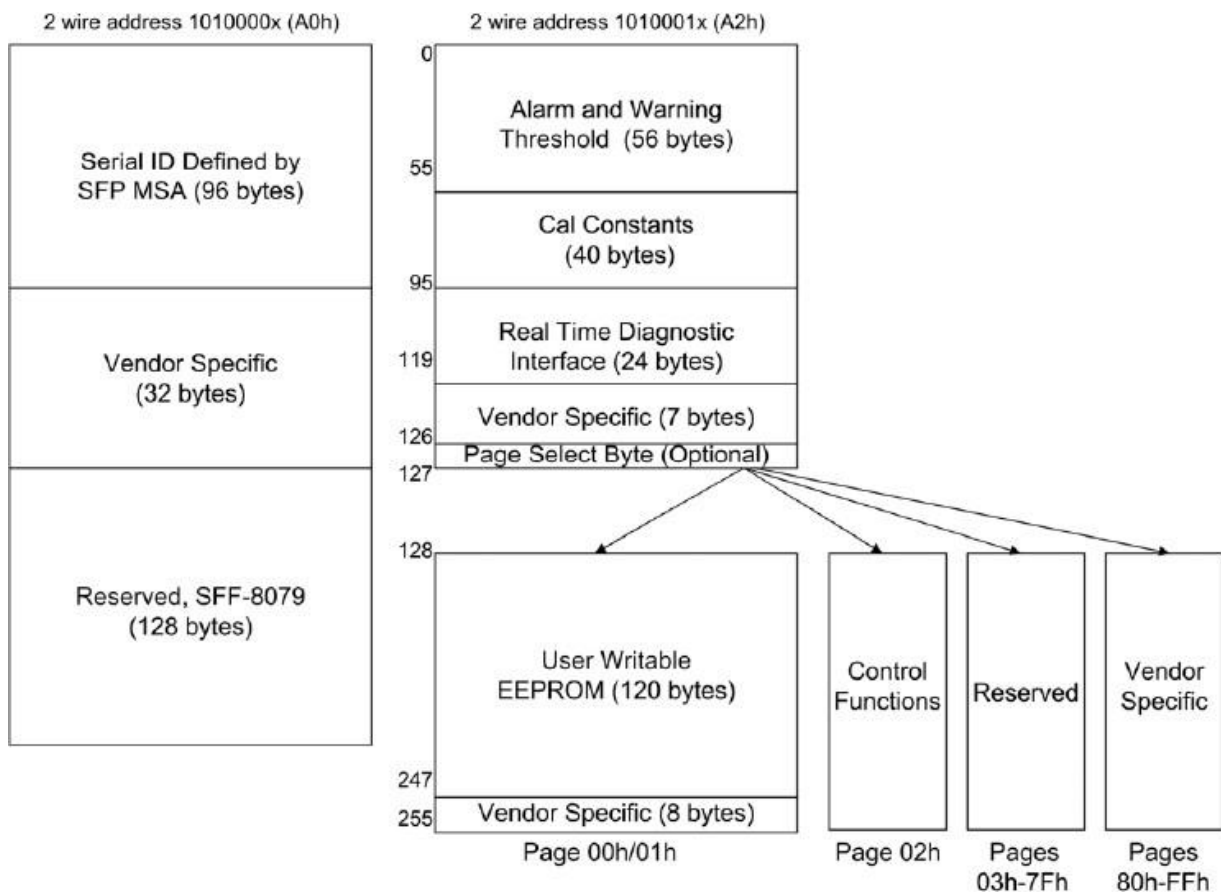 2 wire address 1010000x (A0h)
Serial ID Defined by
SFP MSA (96 bytes)
Vendor Specific
(32 bytes)
Reserved, SFF-8079
(128 bytes)
2 wire address 1010001x (A2h)
0
Alarm and Warning
Threshold (56 bytes)
55
Cal Constants
(40 bytes)
95
Real Time Diagnostic
Interface (24 bytes)
119
Vendor Specific (7 bytes)
126
Page Select Byte (Optional)
127
128
User Writable
EEPROM (120 bytes)
247
Vendor Specific (8 bytes)
255
Page 00h/01h
Control
Functions
Page 02h
Reserved
Pages
03h-7Fh
Vendor
Specific
Pages
80h-FFh